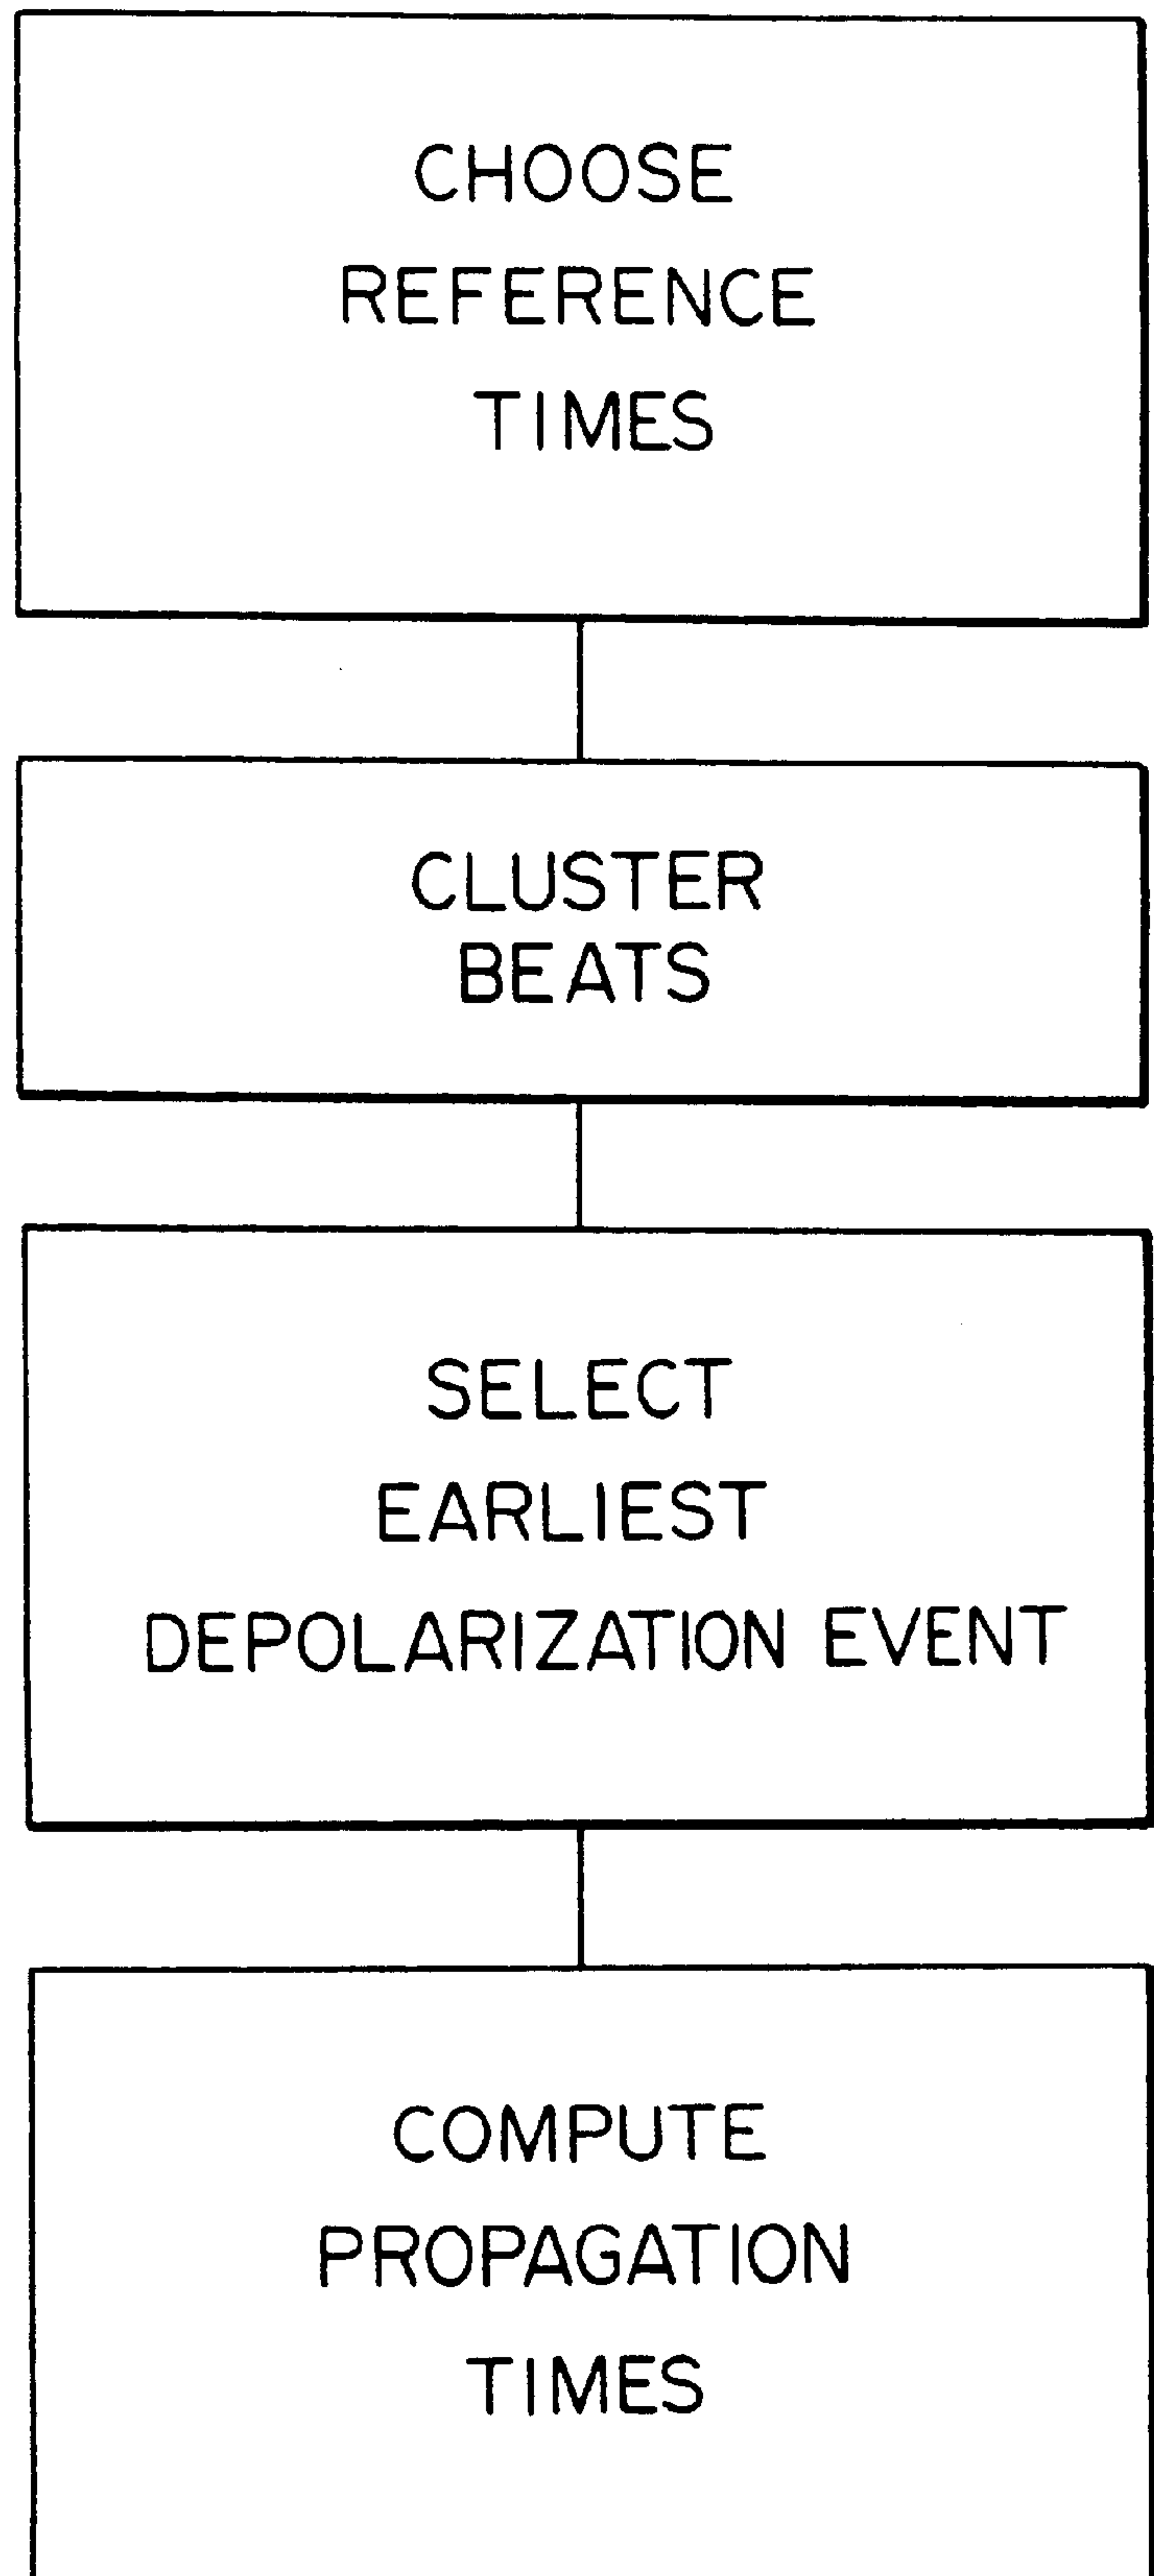 CHOOSE
REFERENCE
TIMES
CLUSTER
BEATS
SELECT
EARLIEST
DEPOLARIZATION EVENT
COMPUTE
PROPAGATION
TIMES